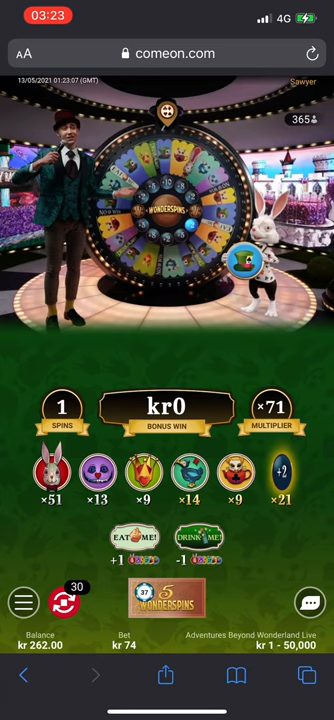 03:23
4G
AA
comeon.com
13/05/2021 01:23:07 (GMT)
Sawyer
365
WONDERSPINS
1
SPINS
kr0
BONUS WIN
×71
MULTIPLIER
+2
×51
×13
×9
×14
×9
×21
EAT ME!
DRINK ME!
+1
-1
30
37
5
WONDERSPINS
Balance
kr 262.00
Bet
kr 74
Adventures Beyond Wonderland Live
kr 1 - 50,000